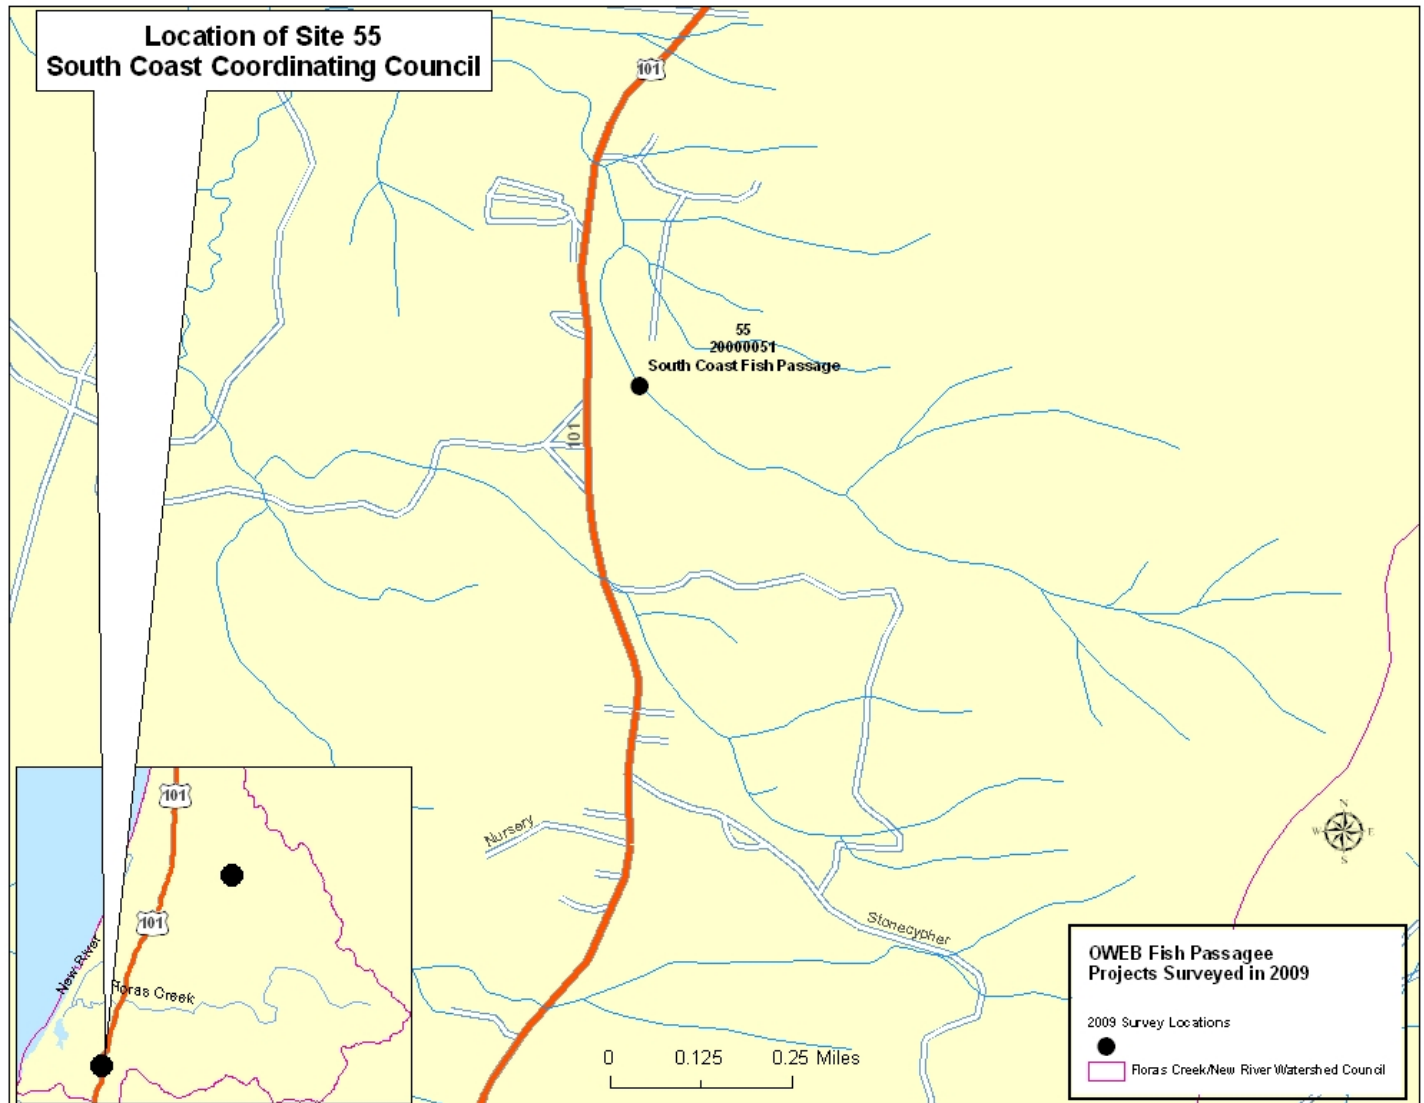 Location of Site 55
South Coast Coordinating Council
101
55
20000051
South Coast Fish Passage
101
Nursery
Stonecypher
101
101
New River
Floras Creek
0 0.125 0.25 Miles
N
W E
S
OWEB Fish Passagee
Projects Surveyed in 2009
2009 Survey Locations
Floras Creek/New River Watershed Council